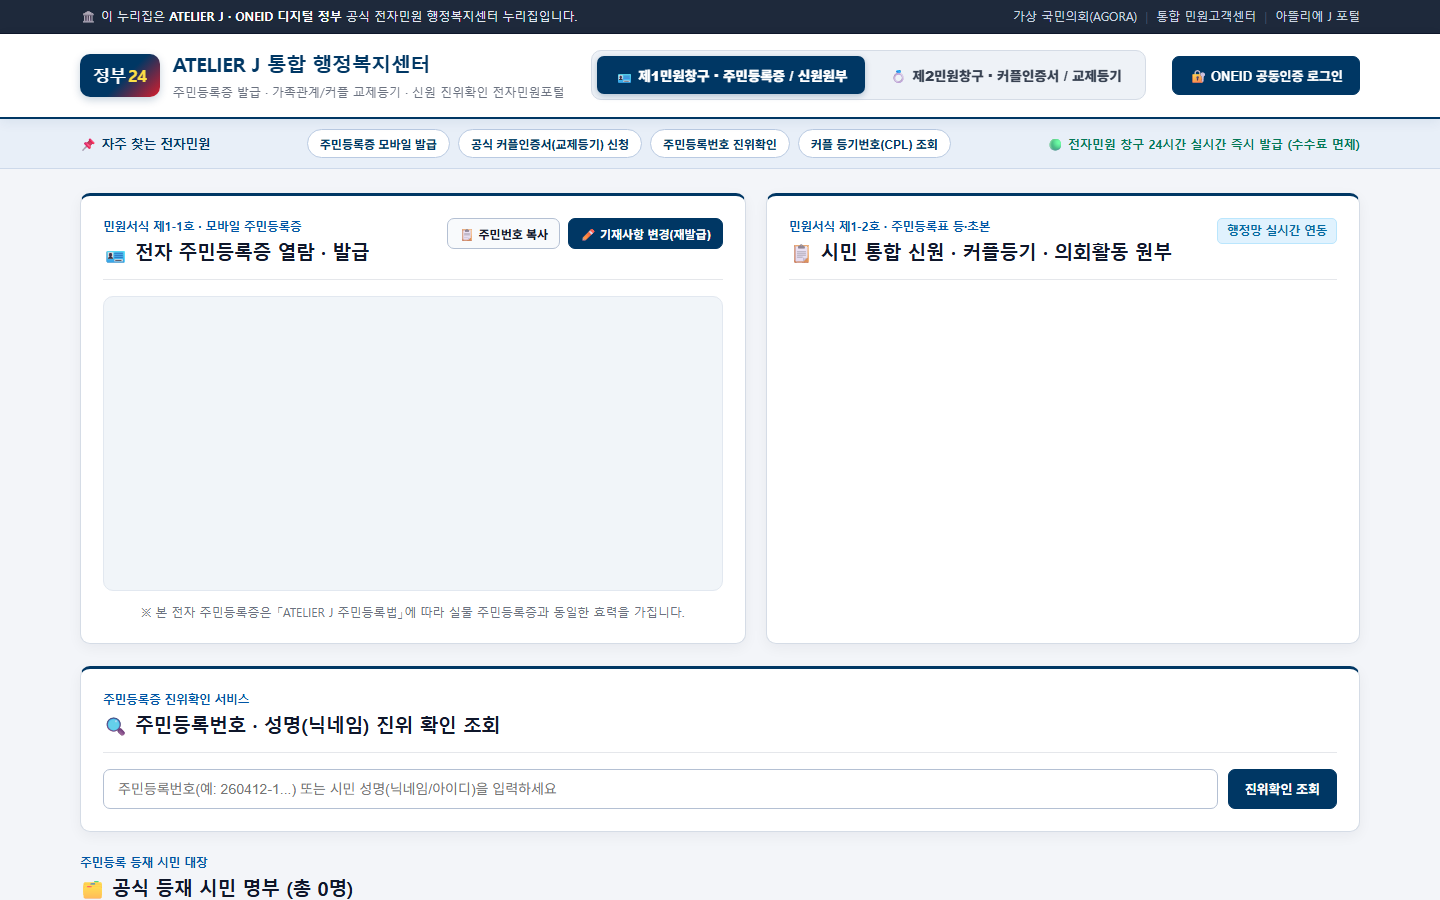 이 누리집은 ATELIER J · ONEID 디지털 정부 공식 전자민원 행정복지센터 누리집입니다.
가상 국민의회(AGORA) | 통합 민원고객센터 | 아뜰리에 J 포털
정부24
ATELIER J 통합 행정복지센터
주민등록증 발급 · 가족관계/커플 교제등기 · 신원 진위확인 전자민원포털
제1민원창구 · 주민등록증 / 신원원부
제2민원창구 · 커플인증서 / 교제등기
ONEID 공동인증 로그인
자주 찾는 전자민원
주민등록증 모바일 발급
공식 커플인증서(교제등기) 신청
주민등록번호 진위확인
커플 등기번호(CPL) 조회
전자민원 창구 24시간 실시간 즉시 발급 (수수료 면제)
민원서식 제1-1호 · 모바일 주민등록증
전자 주민등록증 열람 · 발급
주민번호 복사
기재사항 변경(재발급)
※ 본 전자 주민등록증은 「ATELIER J 주민등록법」에 따라 실물 주민등록증과 동일한 효력을 가집니다.
민원서식 제1-2호 · 주민등록표 등·초본
시민 통합 신원 · 커플등기 · 의회활동 원부
행정망 실시간 연동
주민등록증 진위확인 서비스
주민등록번호 · 성명(닉네임) 진위 확인 조회
주민등록번호(예: 260412-1...) 또는 시민 성명(닉네임/아이디)을 입력하세요
진위확인 조회
주민등록 등재 시민 대장
공식 등재 시민 명부 (총 0명)